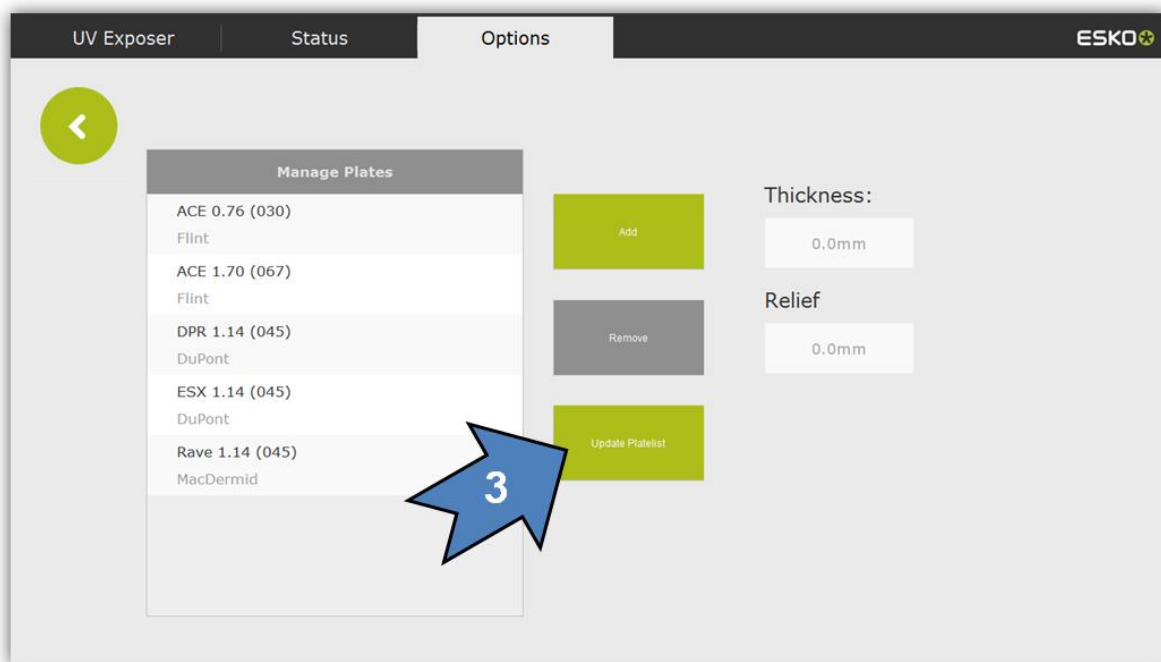 UV Exposer Status Options ESKO
Manage Plates
ACE 0.76 (030)
Flint
ACE 1.70 (067)
Flint
DPR 1.14 (045)
DuPont
ESX 1.14 (045)
DuPont
Rave 1.14 (045)
MacDermid
Add
Remove
Update Platelist
3
Thickness:
0.0mm
Relief
0.0mm